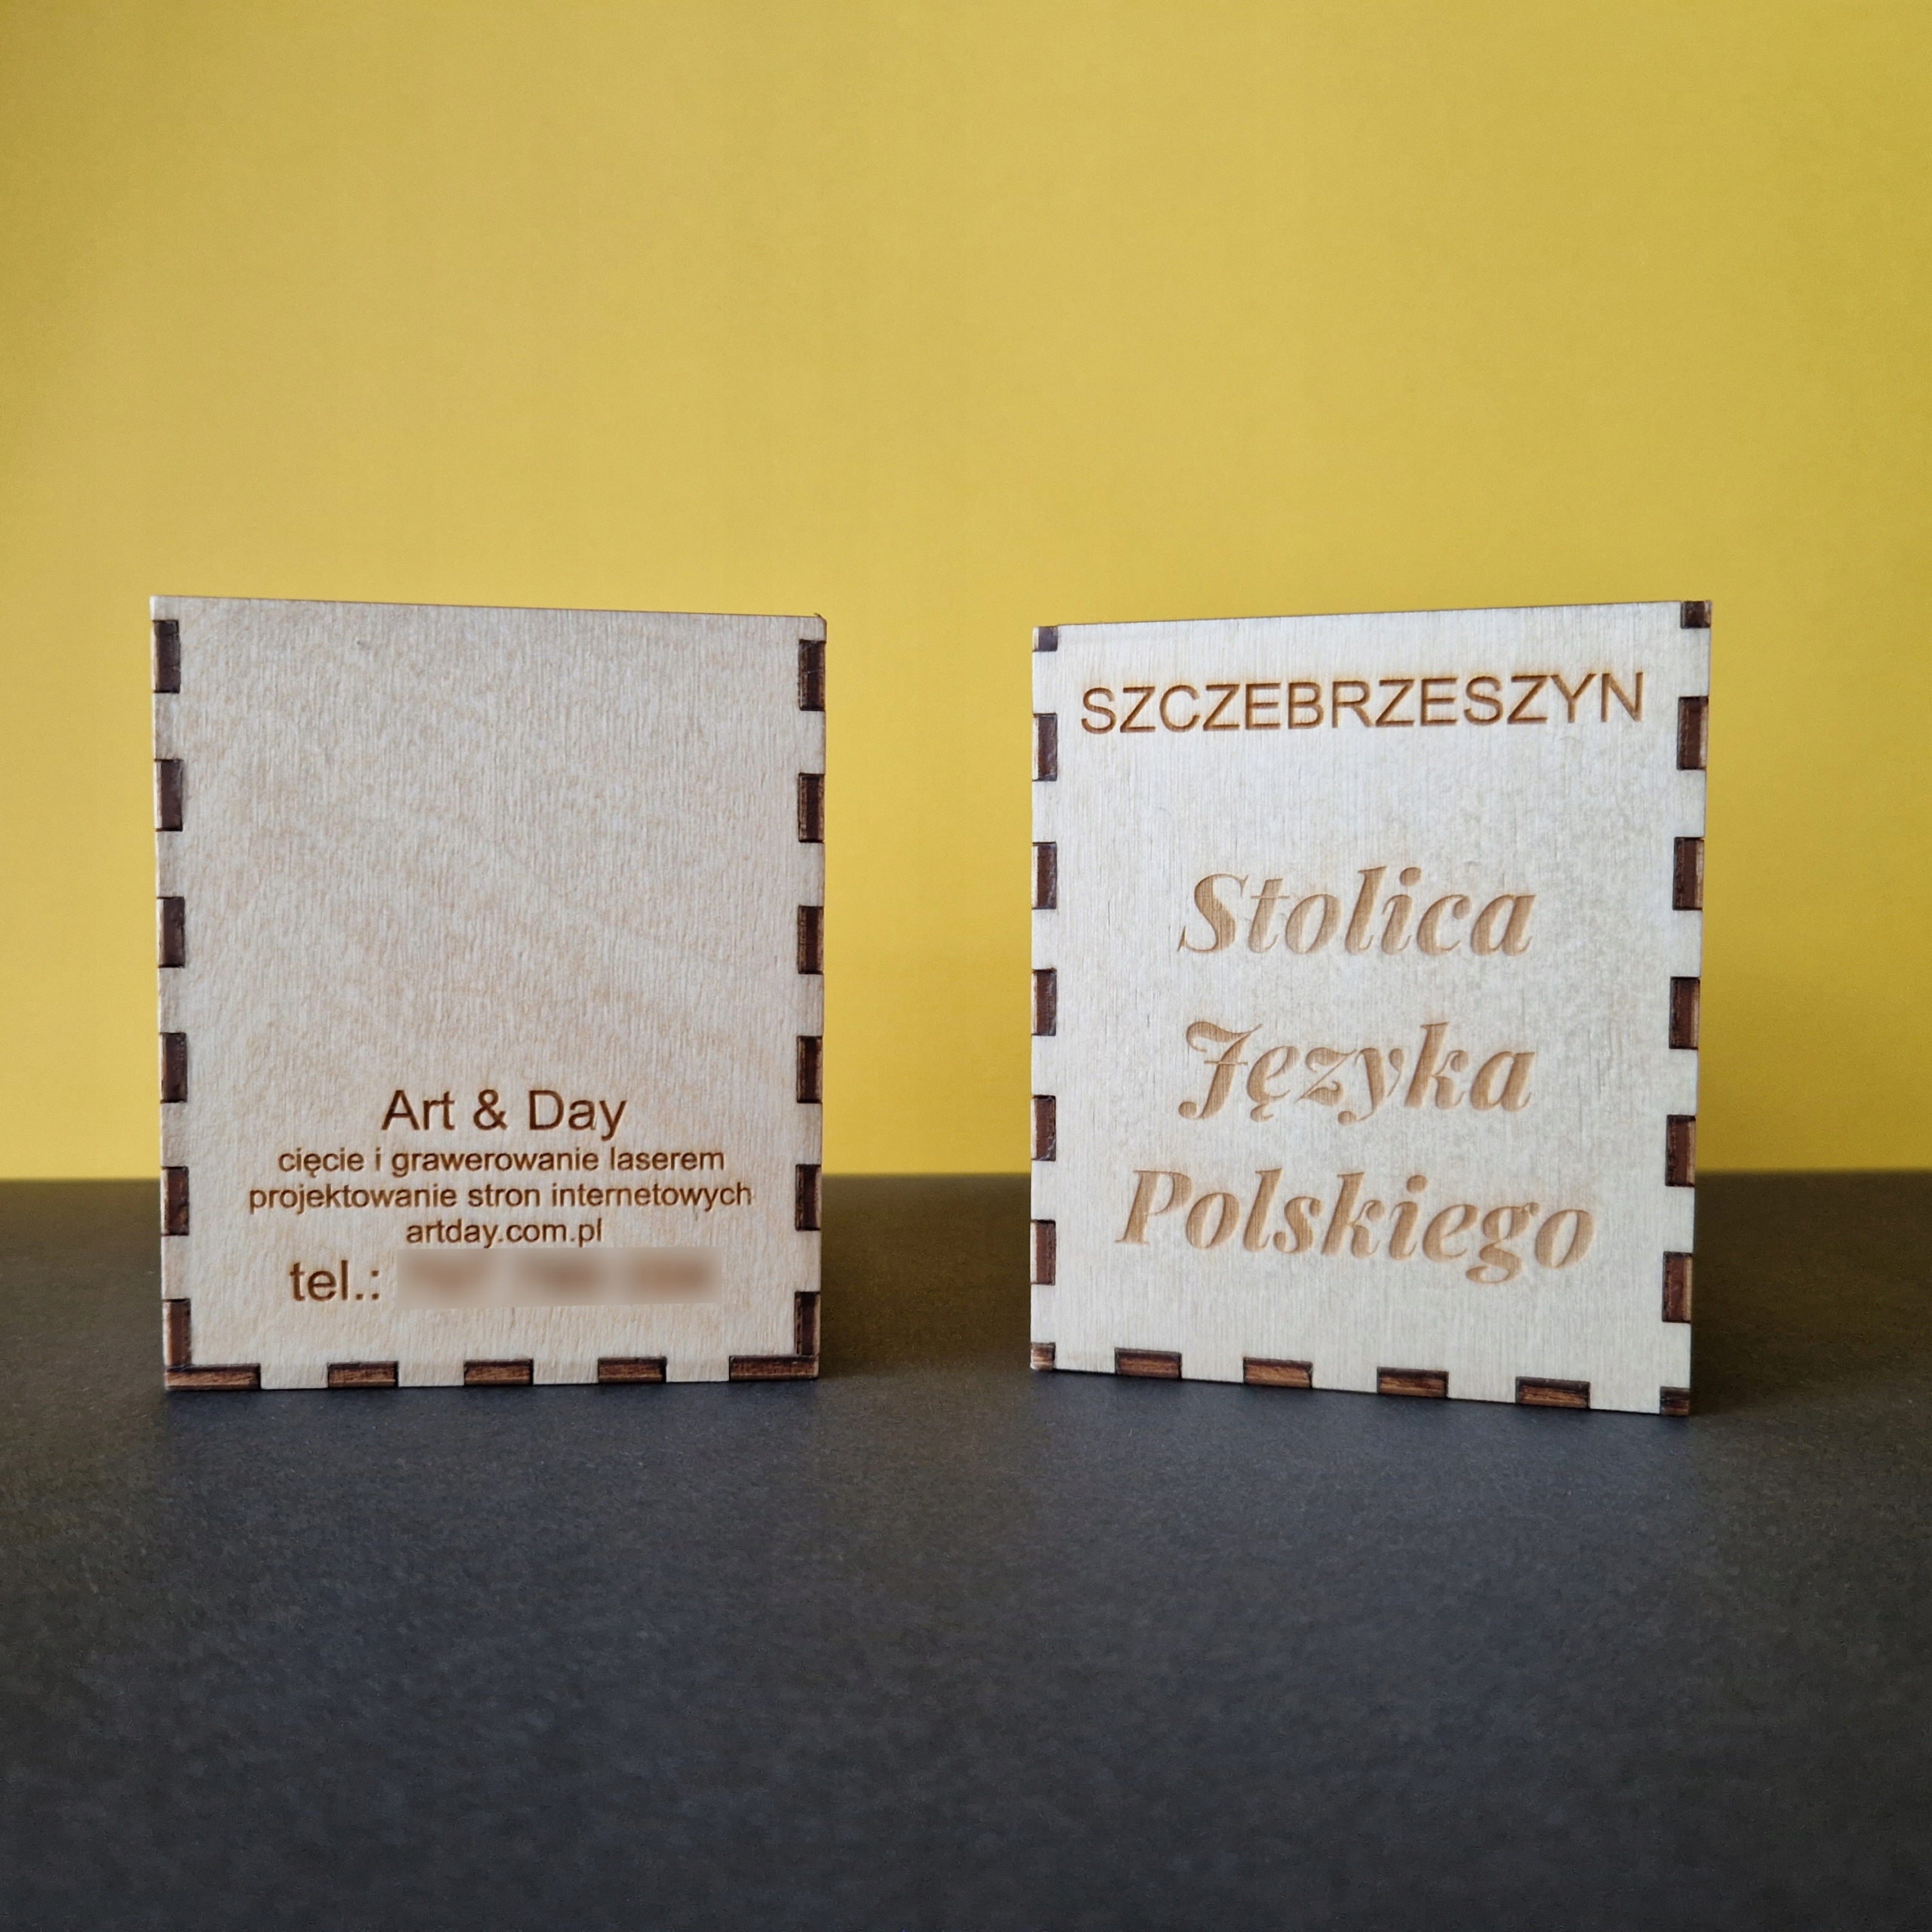 Art & Day
cięcie i grawerowanie laserem
projektowanie stron internetowych
artday.com.pl
tel.:
SZCZEBRZESZYN
Stolica
Języka
Polskiego